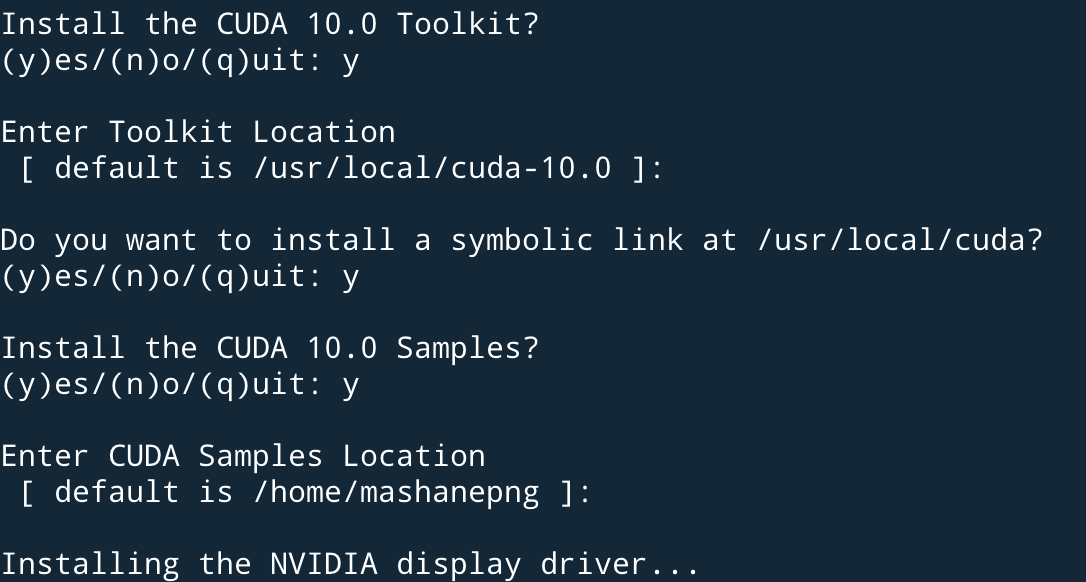 Install the CUDA 10.0 Toolkit?
(y)es/(n)o/(q)uit: y
Enter Toolkit Location
[ default is /usr/local/cuda-10.0 ]:
Do you want to install a symbolic link at /usr/local/cuda?
(y)es/(n)o/(q)uit: y
Install the CUDA 10.0 Samples?
(y)es/(n)o/(q)uit: y
Enter CUDA Samples Location
[ default is /home/mashanepng ]:
Installing the NVIDIA display driver...